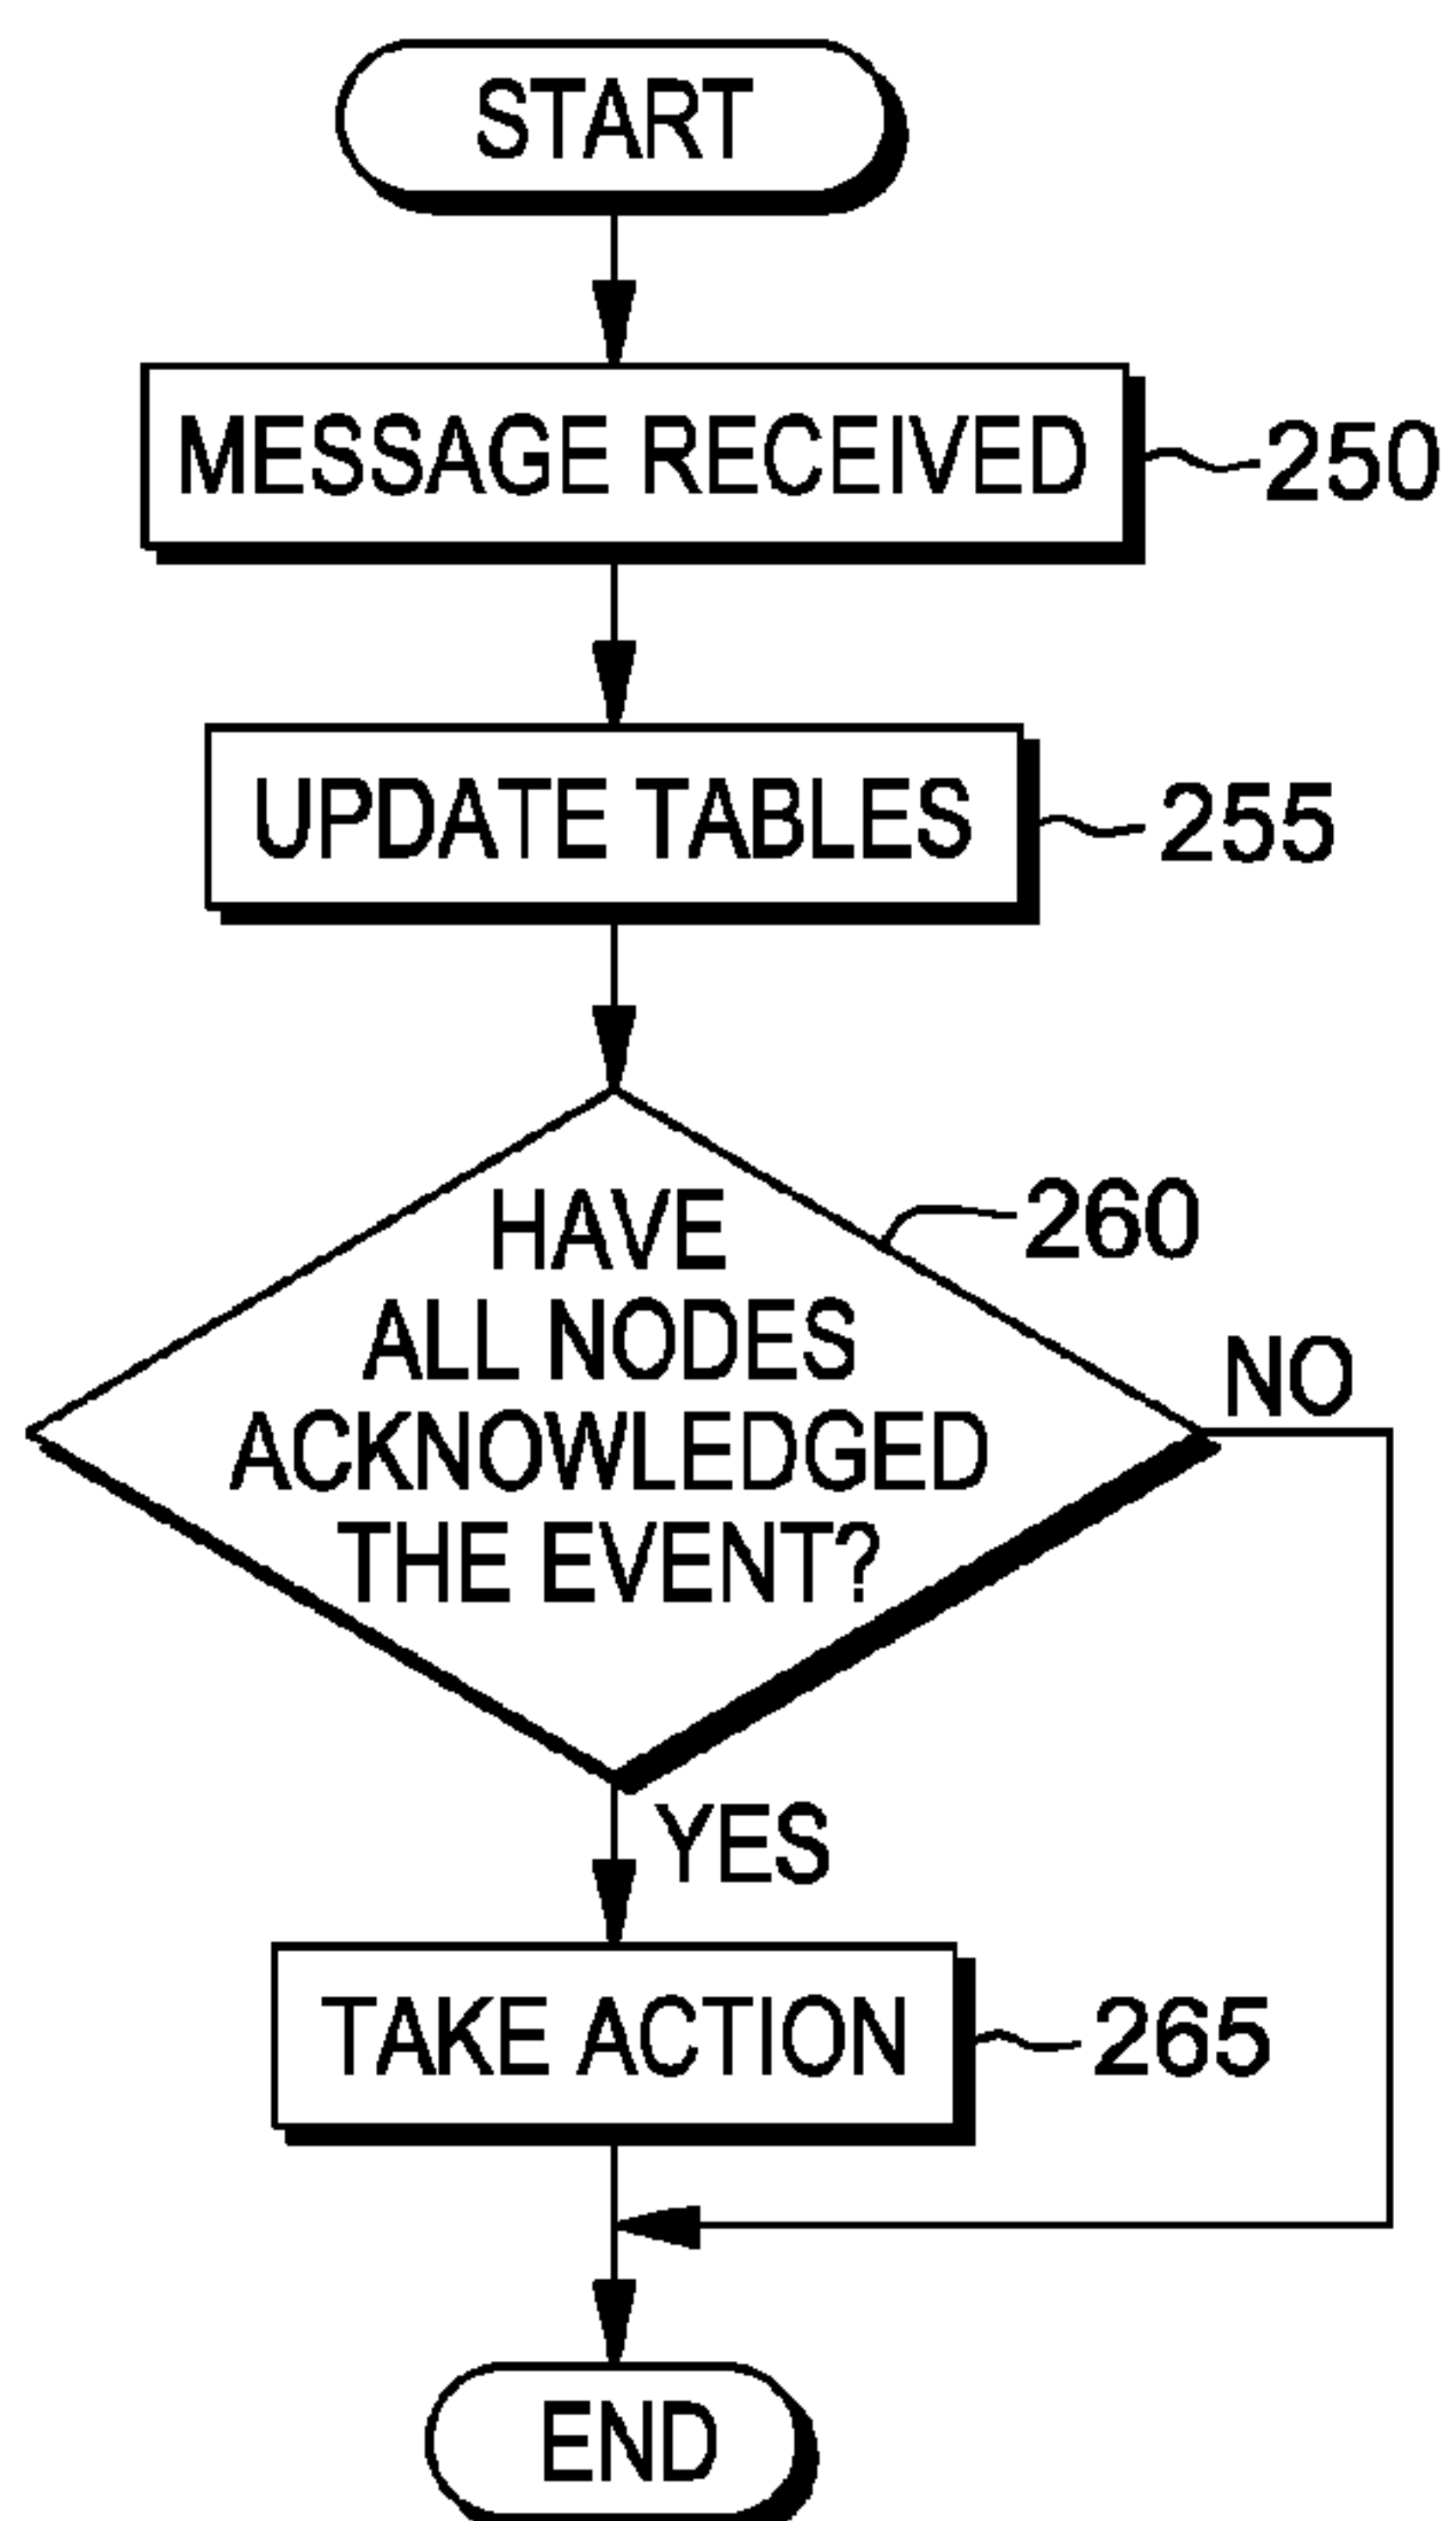 START
MESSAGE RECEIVED
250
UPDATE TABLES
255
HAVE
260
ALL NODES
NO
ACKNOWLEDGED
THE EVENT?
YES
TAKE ACTION
265
END